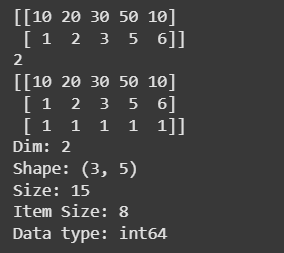 [[10 20 30 50 10]
 [ 1  2  3  5  6]]
2
[[10 20 30 50 10]
 [ 1  2  3  5  6]
 [ 1  1  1  1  1]]
Dim: 2
Shape: (3, 5)
Size: 15
Item Size: 8
Data type: int64